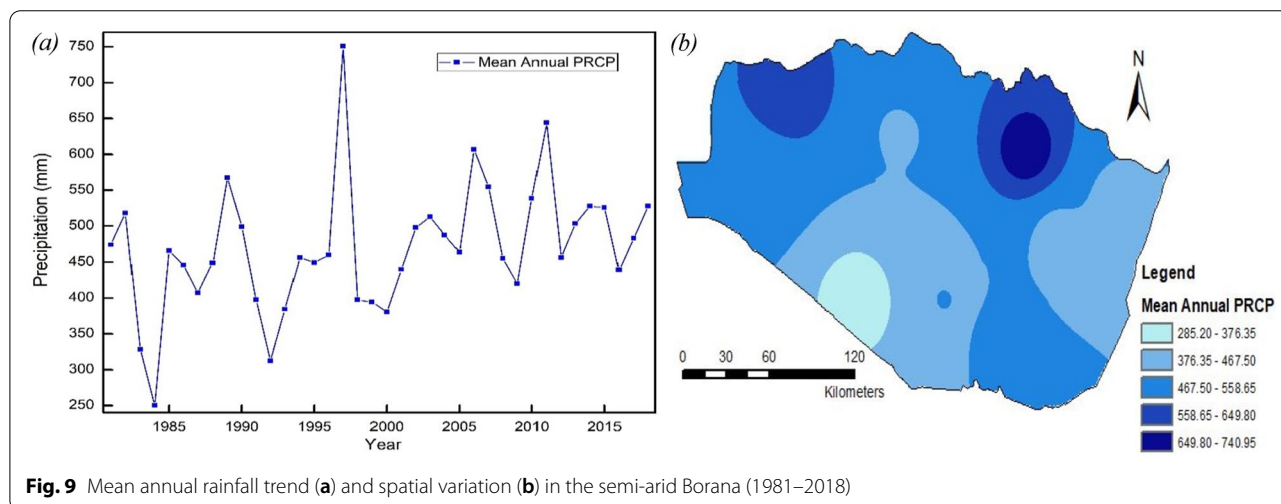 (a)
750
700
650
600
550
500
450
400
350
300
250
Precipitation (mm)
Mean Annual PRCP
1985 1990 1995 2000 2005 2010 2015
Year
(b)
N
Legend
Mean Annual PRCP
285.20 - 376.35
376.35 - 467.50
467.50 - 558.65
558.65 - 649.80
649.80 - 740.95
0 30 60 120
Kilometers
Fig. 9 Mean annual rainfall trend (a) and spatial variation (b) in the semi-arid Borana (1981–2018)